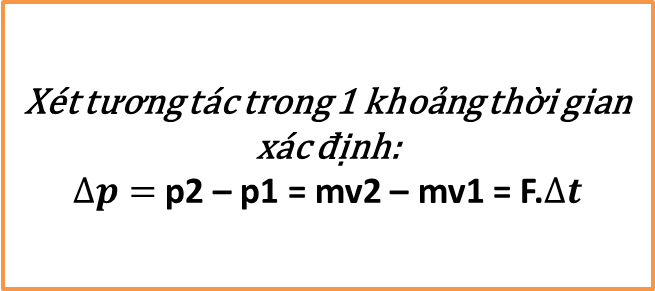 Xét tương tác trong 1 khoảng thời gian
xác định:
Δp = p2 – p1 = mv2 – mv1 = F.Δt